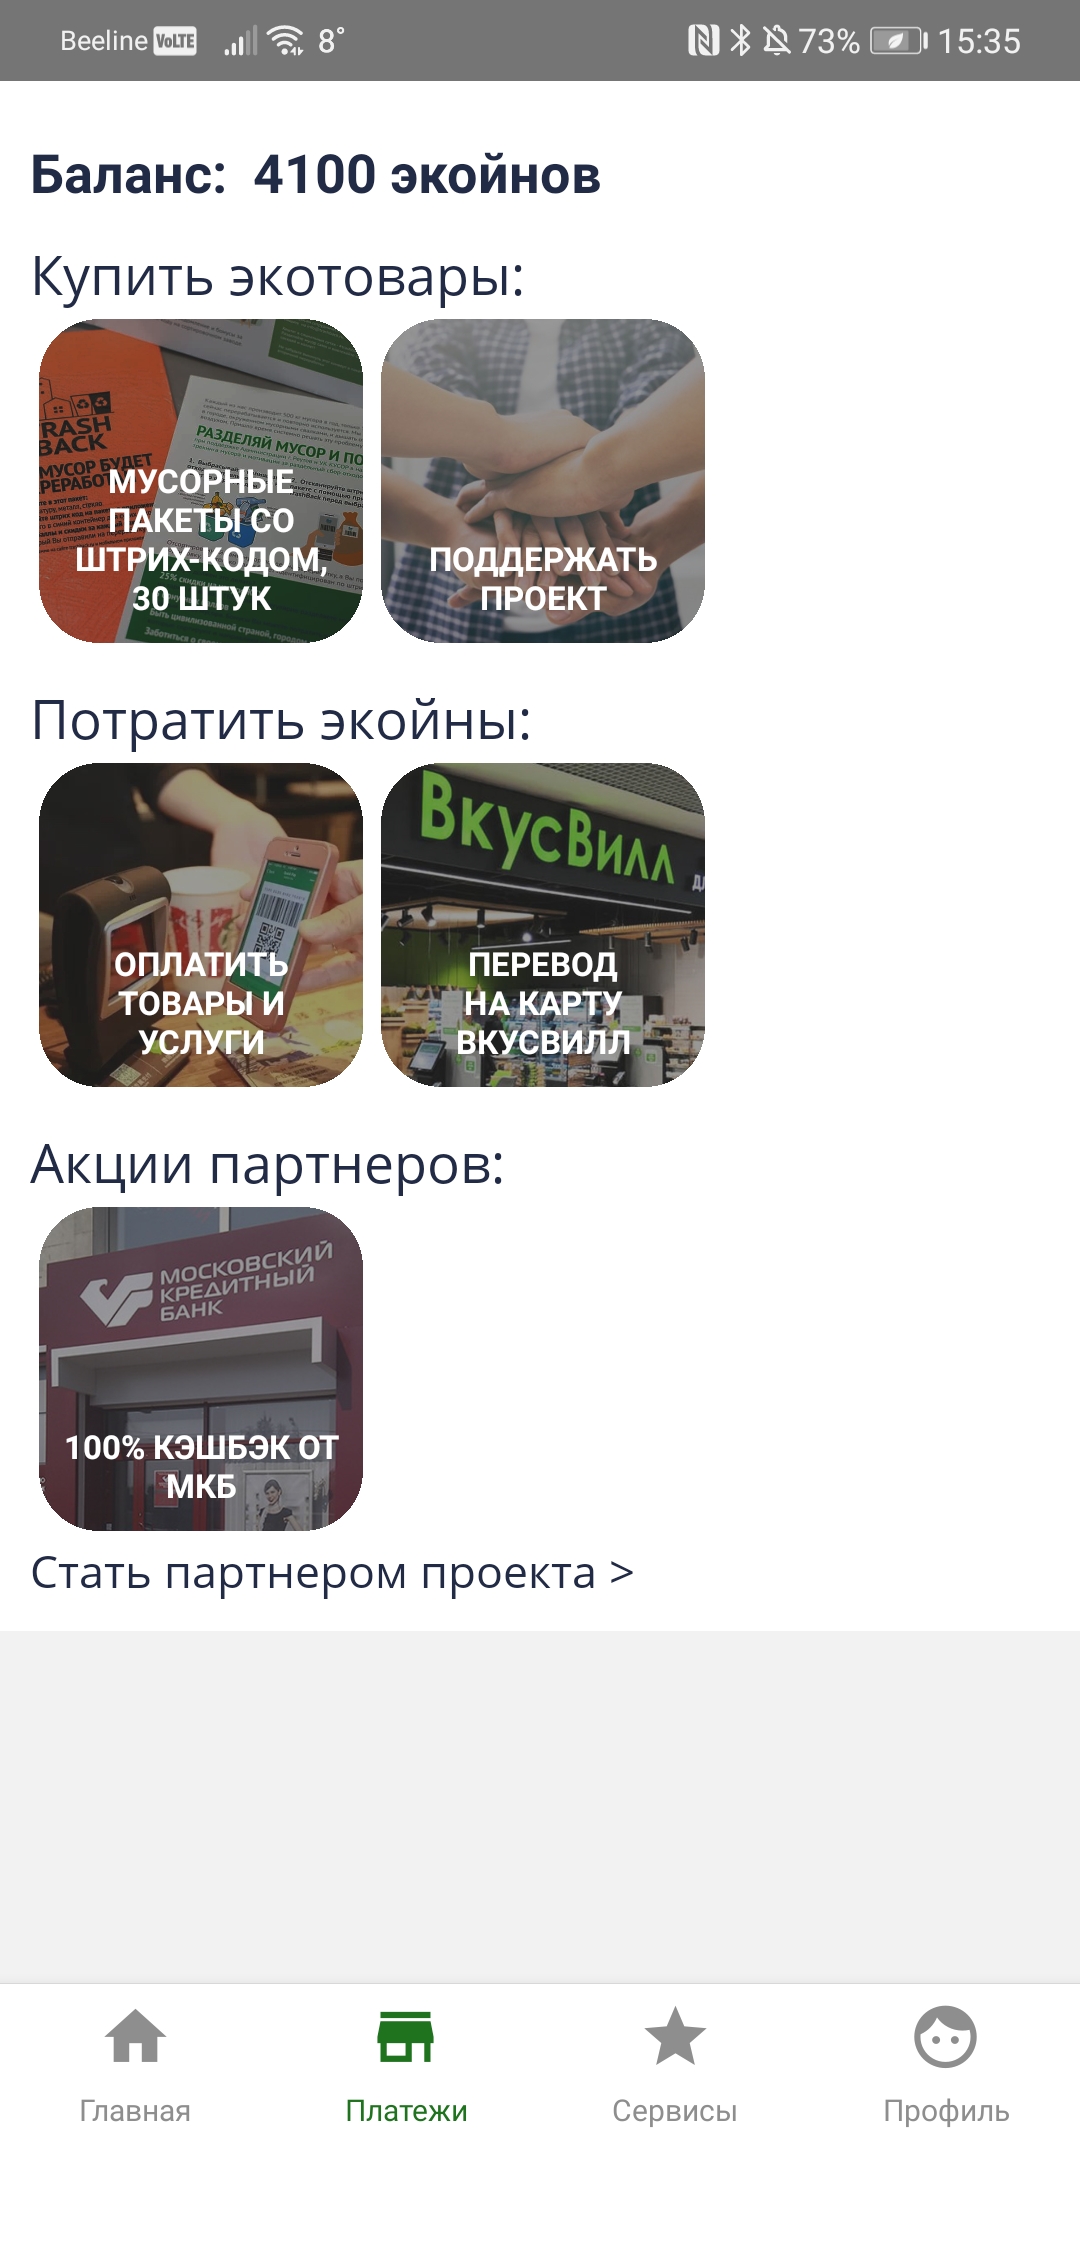 Beeline VoLTE 8° 73% 15:35
Баланс: 4100 экойнов
Купить экотовары:
RASH
BACK
МУСОР БУДЕТ
РАЗДЕЛЯЙ МУСОР И ПО
МУСОРНЫЕ
ПАКЕТЫ СО
ШТРИХ-КОДОМ,
30 ШТУК
ПОДДЕРЖАТЬ
ПРОЕКТ
Потратить экойны:
ОПЛАТИТЬ
ТОВАРЫ И
УСЛУГИ
ВкусВилл
ПЕРЕВОД
НА КАРТУ
ВКУСВИЛЛ
Акции партнеров:
МОСКОВСКИЙ
КРЕДИТНЫЙ
БАНК
100% КЭШБЭК ОТ
МКБ
Стать партнером проекта >
Главная
Платежи
Сервисы
Профиль